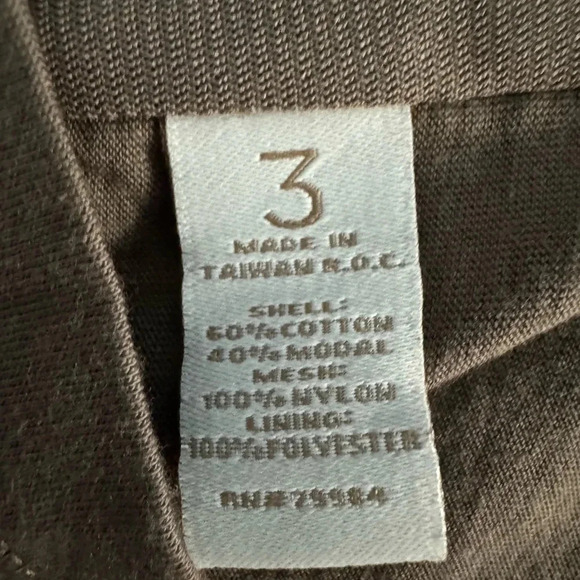 3
MADE IN
TAIWAN R.O.C.
SHELL:
60%COTTON
40%MODAL
MESH:
100%NYLON
LINING:
100%POLYESTER
RN#79984